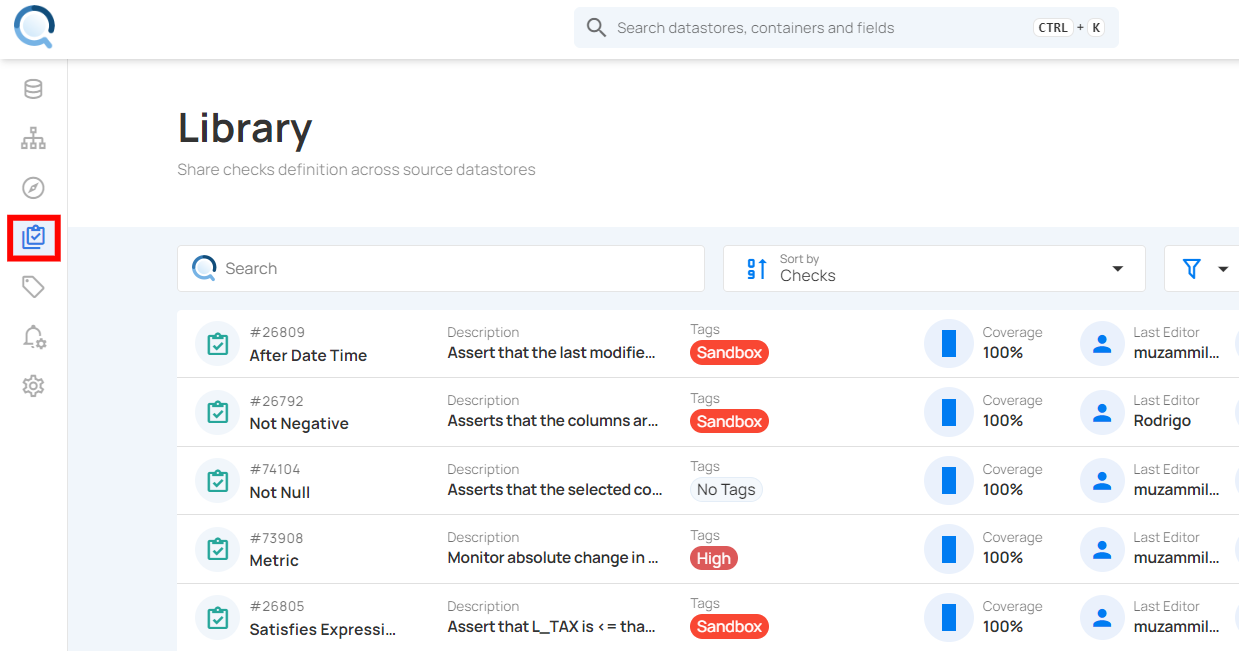 Search datastores, containers and fields CTRL + K
Library
Share checks definition across source datastores
Search
Sort by
Checks
#26809
After Date Time
Description
Assert that the last modifie...
Tags
Sandbox
Coverage
100%
Last Editor
muzammil...
#26792
Not Negative
Description
Asserts that the columns ar...
Tags
Sandbox
Coverage
100%
Last Editor
Rodrigo
#74104
Not Null
Description
Asserts that the selected co...
Tags
No Tags
Coverage
100%
Last Editor
muzammil...
#73908
Metric
Description
Monitor absolute change in ...
Tags
High
Coverage
100%
Last Editor
muzammil...
#26805
Satisfies Expressi...
Description
Assert that L_TAX is <= tha...
Tags
Sandbox
Coverage
100%
Last Editor
muzammil...